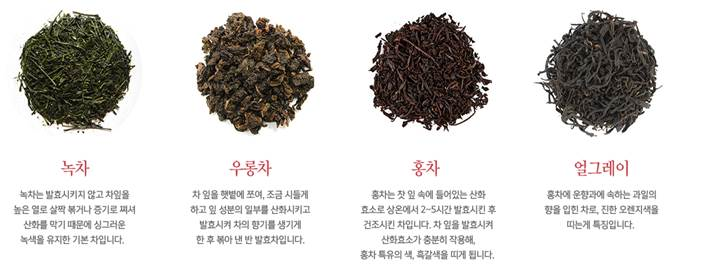 녹차
녹차는 발효시키지 않고 차잎을
높은 열로 살짝 볶거나 증기로 쪄셔
산화를 막기 때문에 싱그러운
녹색을 유지한 기본 차입니다.
우롱차
차 잎을 햇볕에 쪼여, 조금 시들게
하고 잎 성분의 일부를 산화시키고
발효시켜 차의 향기를 생기게
한 후 볶아 낸 반 발효차입니다.
홍차
홍차는 찻 잎 속에 들어있는 산화
효소로 상온에서 2~5시간 발효시킨 후
건조시킨 차입니다. 차 잎을 발효시켜
산화효소가 충분히 작용해,
홍차 특유의 색, 흑갈색을 띠게 됩니다.
얼그레이
홍차에 운향과에 속하는 과일의
향을 입힌 차로, 진한 오렌지색을
띠는게 특징입니다.